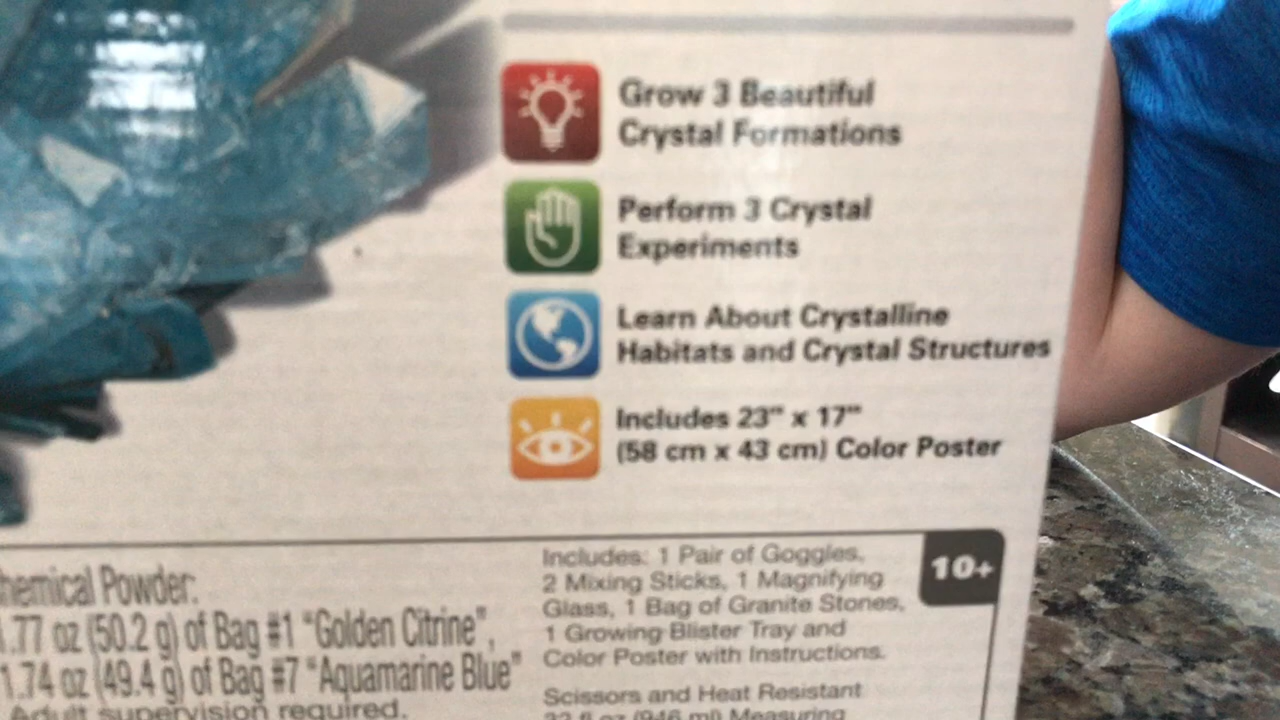 Grow 3 Beautiful
Crystal Formations
Perform 3 Crystal
Experiments
Learn About Crystalline
Habitats and Crystal Structures
Includes 23" x 17"
(58 cm x 43 cm) Color Poster
10+
hemical Powder:
1.77 oz (50.2 g) of Bag #1 "Golden Citrine",
1.74 oz (49.4 g) of Bag #7 "Aquamarine Blue"
Adult supervision required.
Includes: 1 Pair of Goggles,
2 Mixing Sticks, 1 Magnifying
Glass, 1 Bag of Granite Stones,
1 Growing Blister Tray and
Color Poster with Instructions.
Scissors and Heat Resistant
32 fl oz (946 ml) Measuring